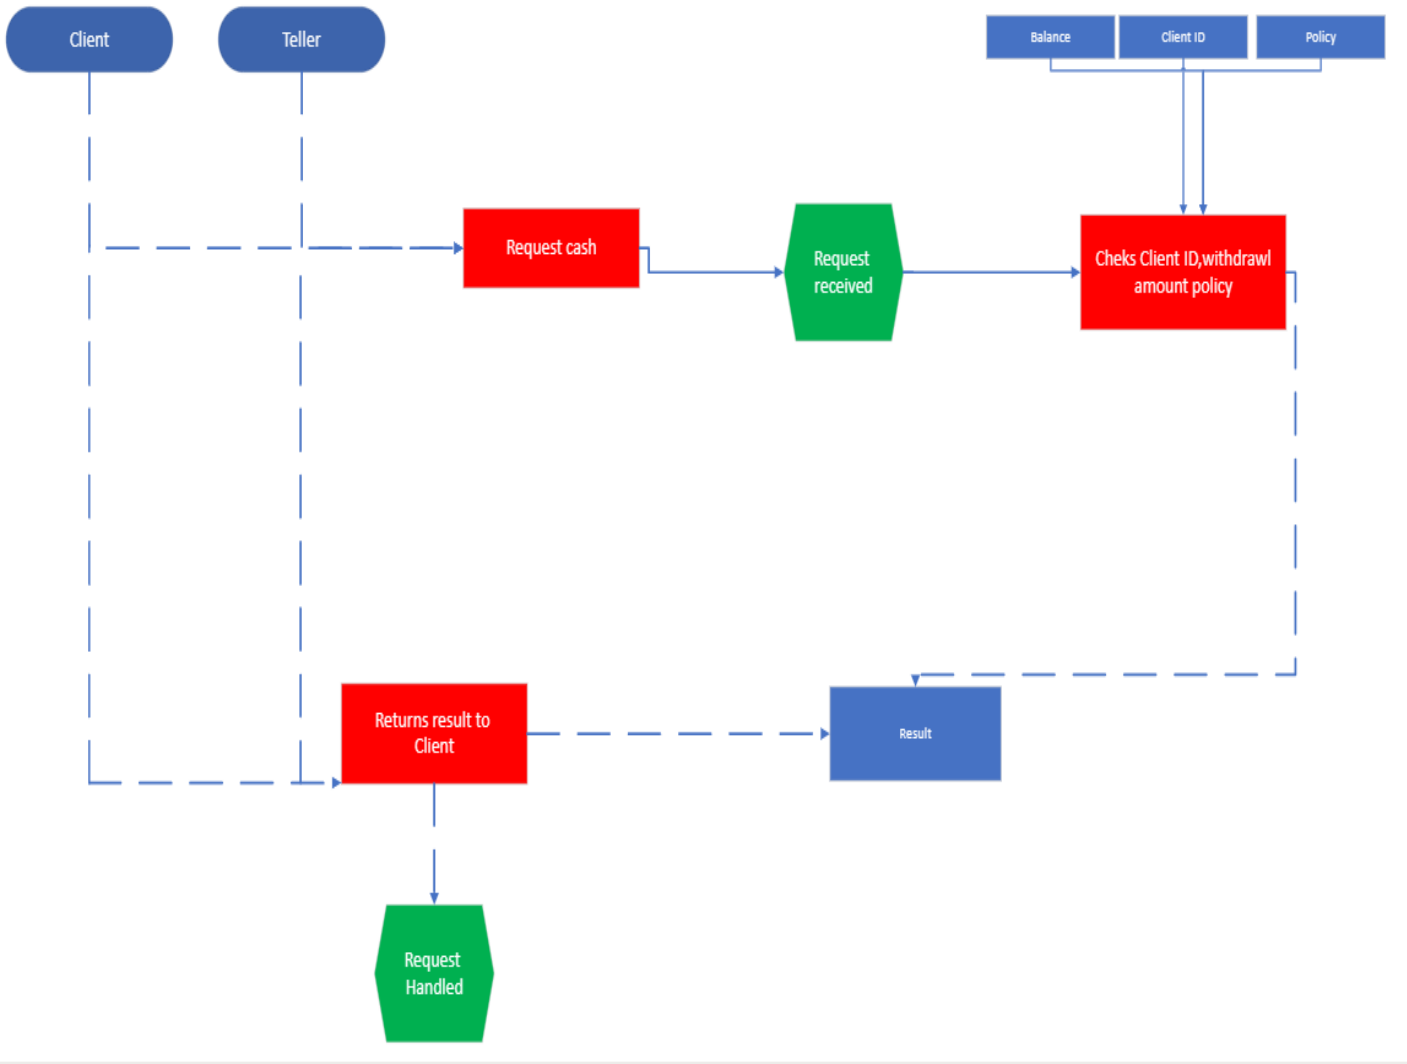 Client
Teller
Balance
Client ID
Policy
Request cash
Request
received
Cheks Client ID,withdrawl
amount policy
Returns result to
Client
Result
Request
Handled